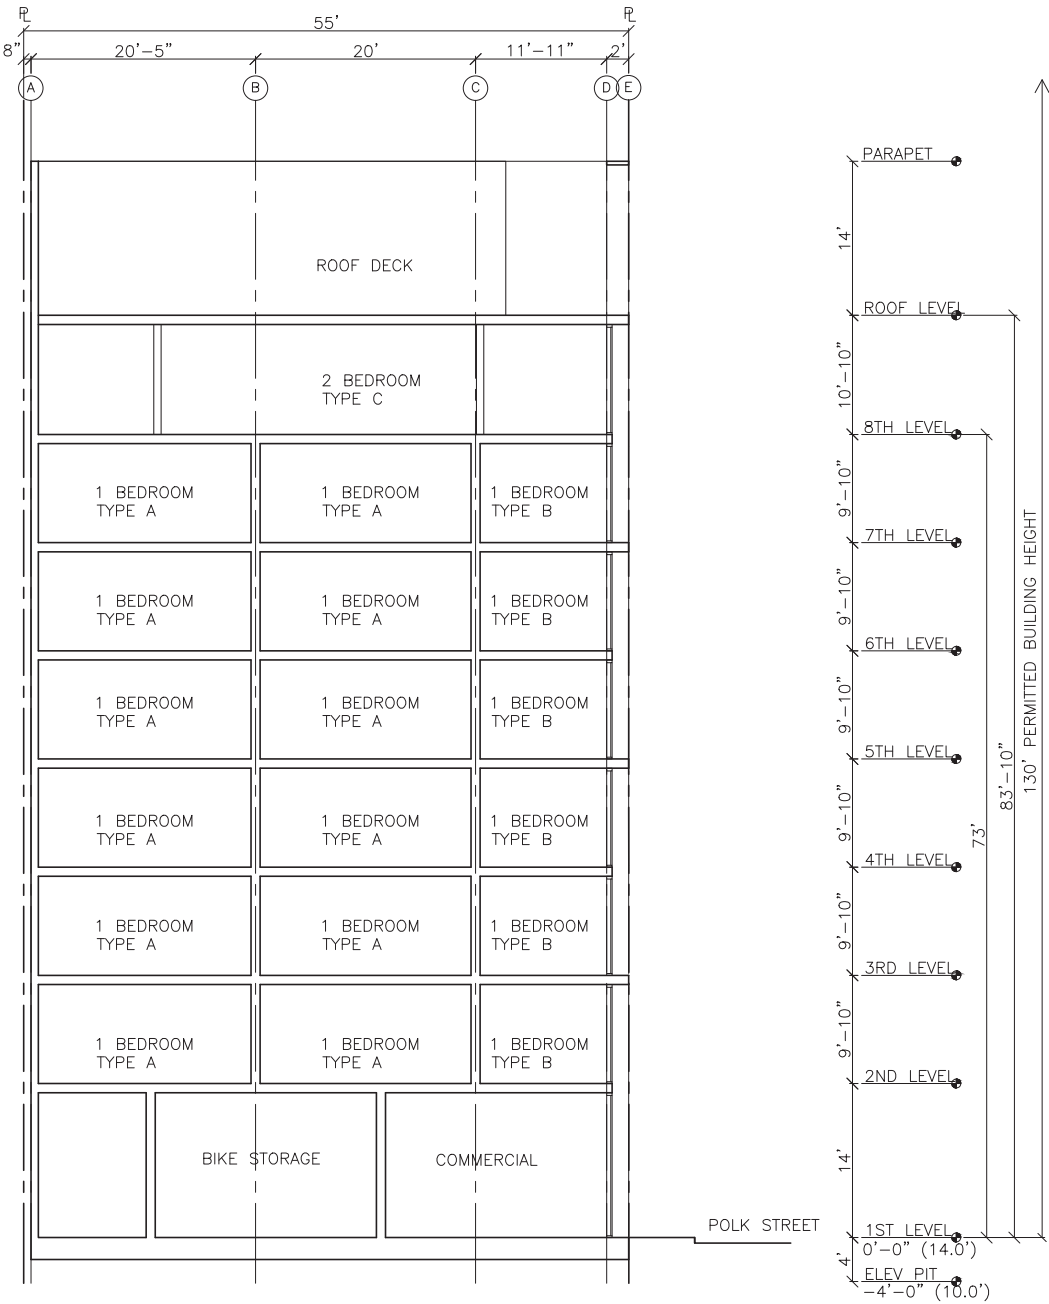 PL
PL
55'
8"
20'-5"
20'
11'-11"
2'
A
B
C
D
E
PARAPET
14'
ROOF DECK
ROOF LEVEL
10'-10"
2 BEDROOM
TYPE C
8TH LEVEL
9'-10"
1 BEDROOM
TYPE A
1 BEDROOM
TYPE A
1 BEDROOM
TYPE B
7TH LEVEL
9'-10"
1 BEDROOM
TYPE A
1 BEDROOM
TYPE A
1 BEDROOM
TYPE B
6TH LEVEL
9'-10"
1 BEDROOM
TYPE A
1 BEDROOM
TYPE A
1 BEDROOM
TYPE B
5TH LEVEL
9'-10"
1 BEDROOM
TYPE A
1 BEDROOM
TYPE A
1 BEDROOM
TYPE B
4TH LEVEL
9'-10"
1 BEDROOM
TYPE A
1 BEDROOM
TYPE A
1 BEDROOM
TYPE B
3RD LEVEL
9'-10"
1 BEDROOM
TYPE A
1 BEDROOM
TYPE A
1 BEDROOM
TYPE B
2ND LEVEL
14'
BIKE STORAGE
COMMERCIAL
POLK STREET
1ST LEVEL
0'-0" (14.0')
4'
ELEV PIT
-4'-0" (10.0')
73'
83'-10"
130' PERMITTED BUILDING HEIGHT